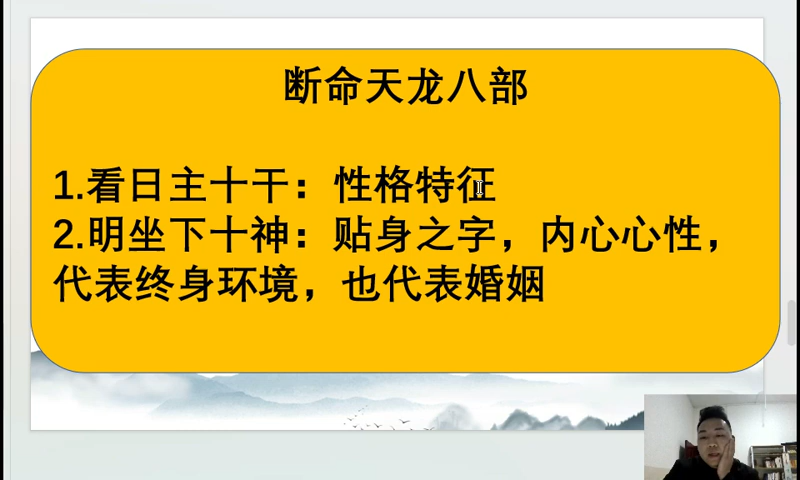 断命天龙八部
1.看日主十干：性格特征
2.明坐下十神：贴身之字，内心心性，
代表终身环境，也代表婚姻